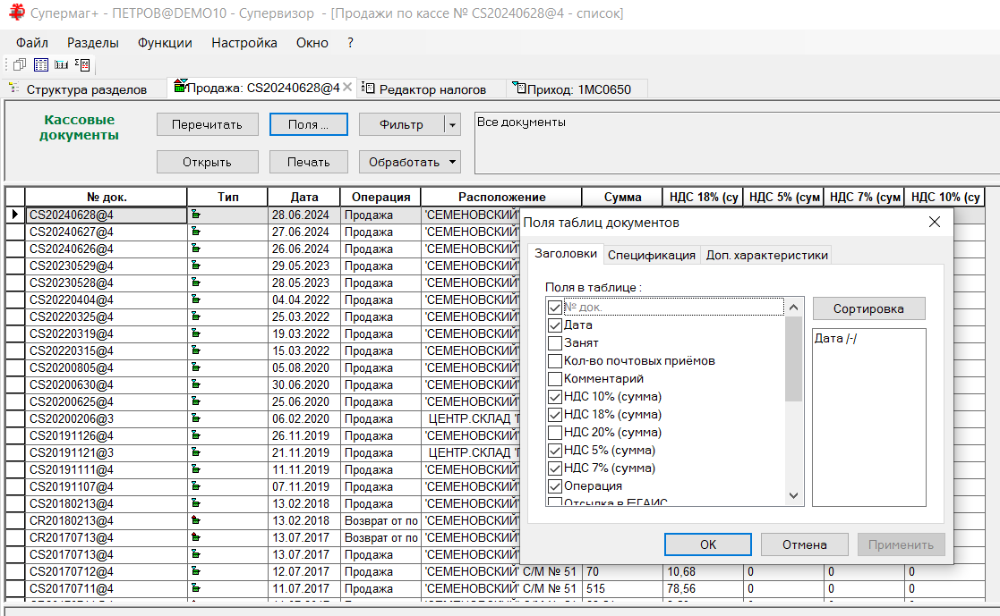 Супермаг+ - ПЕТРОВ@DEMO10 - Супервизор - [Продажи по кассе № CS20240628@4 - список]
Файл Разделы Функции Настройка Окно ?
Структура разделов Продажа: CS20240628@4 Редактор налогов Приход: 1МС0650
Кассовые документы
Перечитать Поля ... Фильтр Все документы
Открыть Печать Обработать
№ док. Тип Дата Операция Расположение Сумма НДС 18% (су НДС 5% (сум НДС 7% (сум НДС 10% (су
CS20240628@4 28.06.2024 Продажа 'СЕМЕНОВСКИЙ'
CS20240627@4 27.06.2024 Продажа 'СЕМЕНОВСКИЙ'
CS20240626@4 26.06.2024 Продажа 'СЕМЕНОВСКИЙ'
CS20230529@4 29.05.2023 Продажа 'СЕМЕНОВСКИЙ'
CS20230528@4 28.05.2023 Продажа 'СЕМЕНОВСКИЙ'
CS20220404@4 04.04.2022 Продажа 'СЕМЕНОВСКИЙ'
CS20220325@4 25.03.2022 Продажа 'СЕМЕНОВСКИЙ'
CS20220319@4 19.03.2022 Продажа 'СЕМЕНОВСКИЙ'
CS20220315@4 15.03.2022 Продажа 'СЕМЕНОВСКИЙ'
CS20200805@4 05.08.2020 Продажа 'СЕМЕНОВСКИЙ'
CS20200630@4 30.06.2020 Продажа 'СЕМЕНОВСКИЙ'
CS20200625@4 25.06.2020 Продажа 'СЕМЕНОВСКИЙ'
CS20200206@3 06.02.2020 Продажа ЦЕНТР.СКЛАД
CS20191126@4 26.11.2019 Продажа 'СЕМЕНОВСКИЙ'
CS20191121@3 21.11.2019 Продажа ЦЕНТР.СКЛАД
CS20191111@4 11.11.2019 Продажа 'СЕМЕНОВСКИЙ'
CS20191107@4 07.11.2019 Продажа 'СЕМЕНОВСКИЙ'
CS20180213@4 13.02.2018 Продажа 'СЕМЕНОВСКИЙ'
CR20180213@4 13.02.2018 Возврат от по 'СЕМЕНОВСКИЙ'
CR20170713@4 13.07.2017 Возврат от по 'СЕМЕНОВСКИЙ'
CS20170713@4 13.07.2017 Продажа 'СЕМЕНОВСКИЙ'
CS20170712@4 12.07.2017 Продажа 'СЕМЕНОВСКИЙ' С/М № 51 70 10,68 0 0 0
CS20170711@4 11.07.2017 Продажа 'СЕМЕНОВСКИЙ' С/М № 51 515 78,56 0 0 0
Поля таблиц документов
Заголовки Спецификация Доп. характеристики
Поля в таблице :
№ док. Сортировка
Дата Дата /-/
Занят
Кол-во почтовых приёмов
Комментарий
НДС 10% (сумма)
НДС 18% (сумма)
НДС 20% (сумма)
НДС 5% (сумма)
НДС 7% (сумма)
Операция
Отсылка в ЕГАИС
ОК Отмена Применить